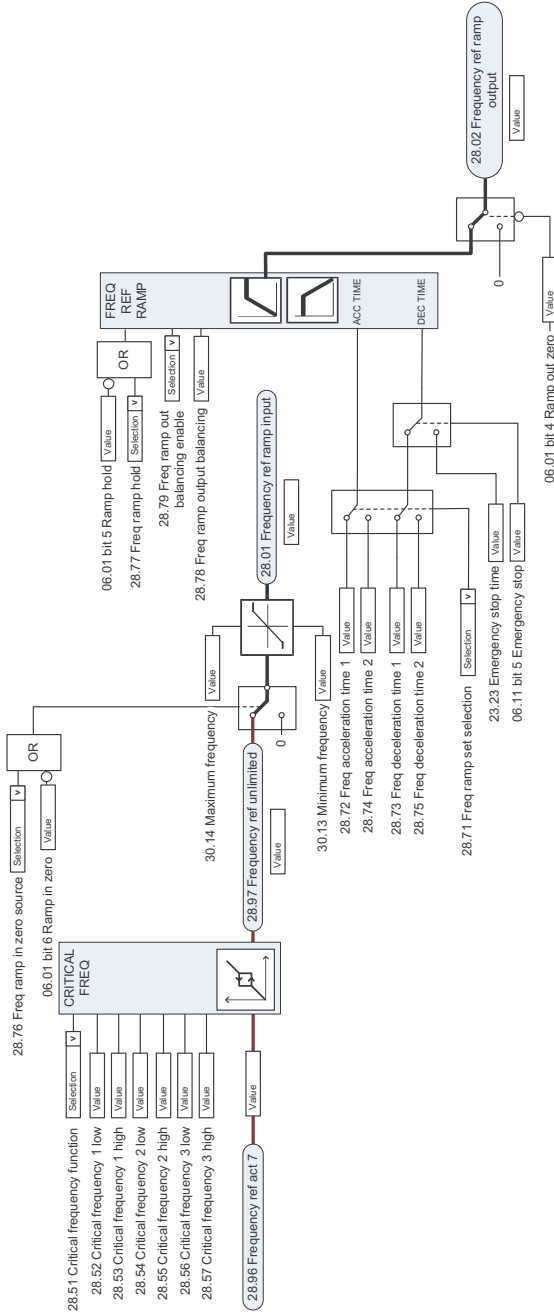 28.76 Freq ramp in zero source
Selection
v
06.01 bit 6 Ramp in zero
Value
OR
28.51 Critical frequency function
Selection
v
28.52 Critical frequency 1 low
Value
28.53 Critical frequency 1 high
Value
28.54 Critical frequency 2 low
Value
28.55 Critical frequency 2 high
Value
28.56 Critical frequency 3 low
Value
28.57 Critical frequency 3 high
Value
CRITICAL
FREQ
28.96 Frequency ref act 7
Value
28.97 Frequency ref unlimited
Value
0
30.14 Maximum frequency
Value
30.13 Minimum frequency
Value
28.01 Frequency ref ramp input
Value
06.01 bit 5 Ramp hold
Value
28.77 Freq ramp hold
Selection
v
OR
28.79 Freq ramp out
balancing enable
Selection
v
28.78 Freq ramp output balancing
Value
FREQ
REF
RAMP
ACC TIME
DEC TIME
28.72 Freq acceleration time 1
Value
28.74 Freq acceleration time 2
Value
28.73 Freq deceleration time 1
Value
28.75 Freq deceleration time 2
Value
28.71 Freq ramp set selection
Selection
v
23.23 Emergency stop time
Value
06.11 bit 5 Emergency stop
Value
0
06.01 bit 4 Ramp out zero
Value
28.02 Frequency ref ramp
output
Value